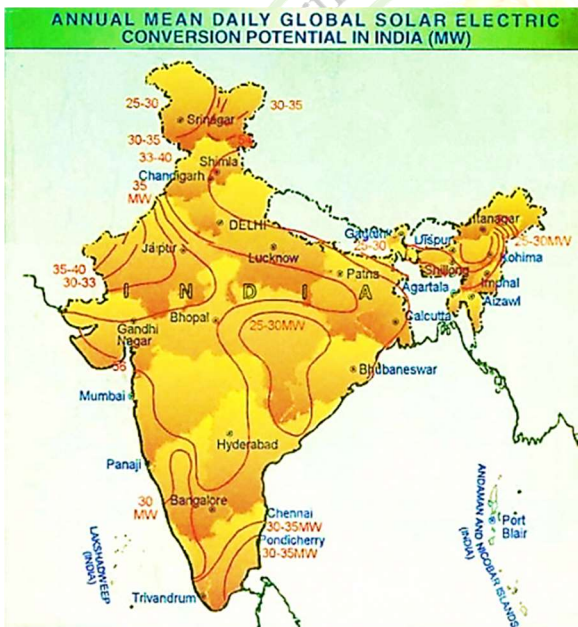 ANNUAL MEAN DAILY GLOBAL SOLAR ELECTRIC
CONVERSION POTENTIAL IN INDIA (MW)
25-30
30-35
Srinagar
30-35
33-40
Shimla
Chandigarh
35
MW
DELHI
Jaipur
Lucknow
Patna
25-30
Itanagar
25-30MW
Kohima
Shillong
Imphal
Agartala
Aizawl
35-40
30-33
INDIA
Gandhi
Nagar
Bhopal
25-30MW
Calcutta
56
Bhubaneswar
Mumbai
Hyderabad
Panaji
30
MW
Bangalore
Chennai
30-35MW
Pondicherry
30-35MW
Trivandrum
LAKSHADWEEP
(INDIA)
ANDAMAN AND NICOBAR ISLANDS
(INDIA)
Port
Blair